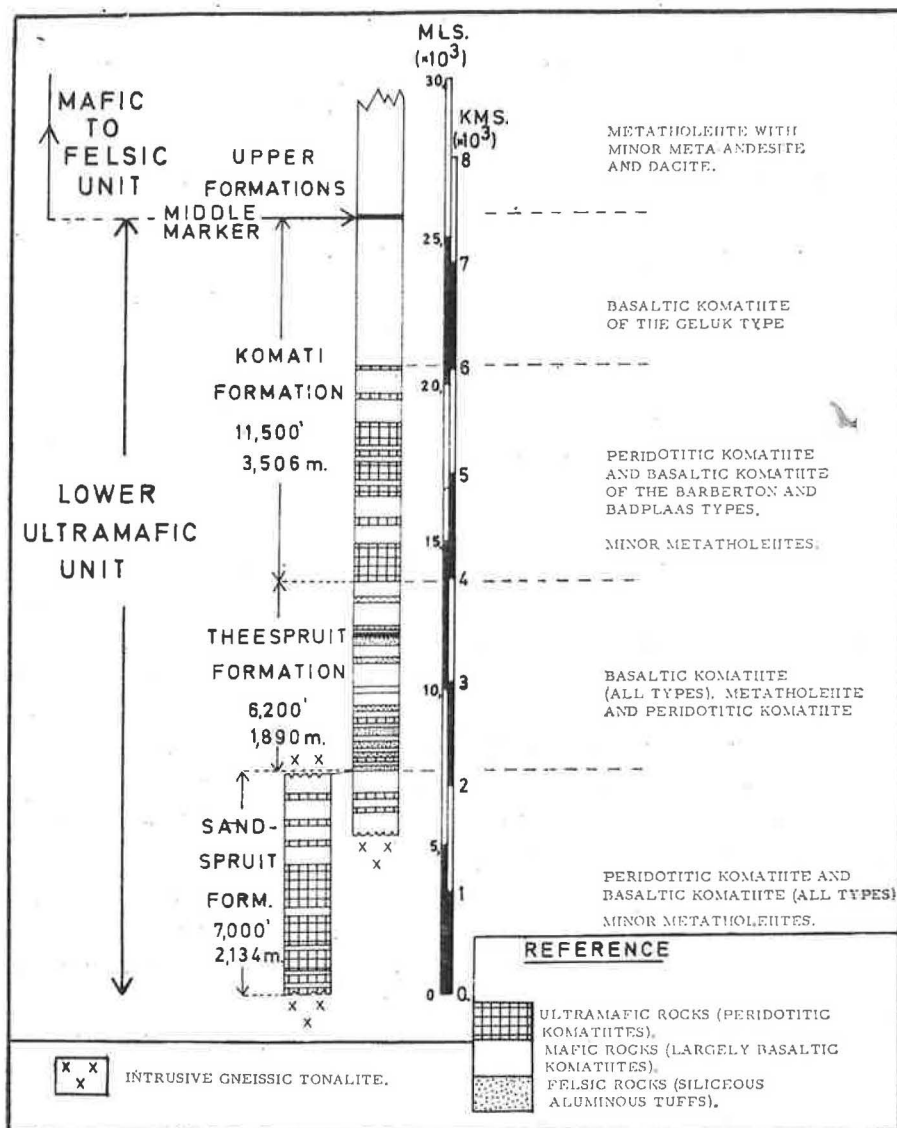 MLS.
(×10³)
30,
KMS.
(×10³)
8
25,
7
6
20,
5
15,
4
10,
3
2
5,
1
0
0.
MAFIC
TO
FELSIC
UNIT
UPPER
FORMATIONS
MIDDLE
MARKER
KOMATI
FORMATION
11,500'
3,506 m.
LOWER
ULTRAMAFIC
UNIT
THEESPRUIT
FORMATION
6,200'
1,890 m.
x x
SAND-
SPRUIT
FORM.
7,000'
2,134 m.
x x
x
x x
x
METATHOLEIITE WITH
MINOR META-ANDESITE
AND DACITE.
BASALTIC KOMATIITE
OF THE GELUK TYPE
PERIDOTITIC KOMATIITE
AND BASALTIC KOMATIITE
OF THE BARBERTON AND
BADPLAAS TYPES.
MINOR METATHOLEIITES.
BASALTIC KOMATIITE
(ALL TYPES). METATHOLEIITE
AND PERIDOTITIC KOMATIITE
PERIDOTITIC KOMATIITE AND
BASALTIC KOMATIITE (ALL TYPES)
MINOR METATHOLEIITES.
REFERENCE
ULTRAMAFIC ROCKS (PERIDOTITIC
KOMATIITES).
MAFIC ROCKS (LARGELY BASALTIC
KOMATIITES).
FELSIC ROCKS (SILICEOUS
ALUMINOUS TUFFS).
x x
x
INTRUSIVE GNEISSIC TONALITE.